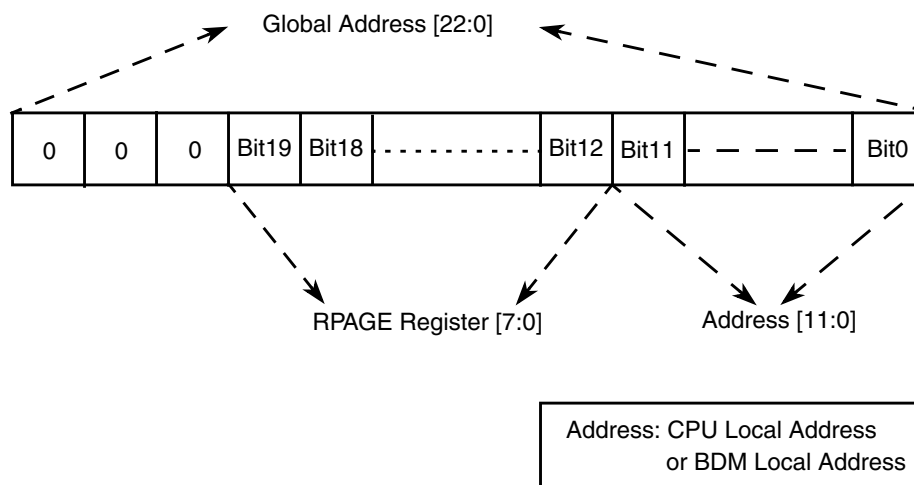 Global Address [22:0]
0 0 0 Bit19 Bit18 Bit12 Bit11 Bit0
RPAGE Register [7:0] Address [11:0]
Address: CPU Local Address
or BDM Local Address